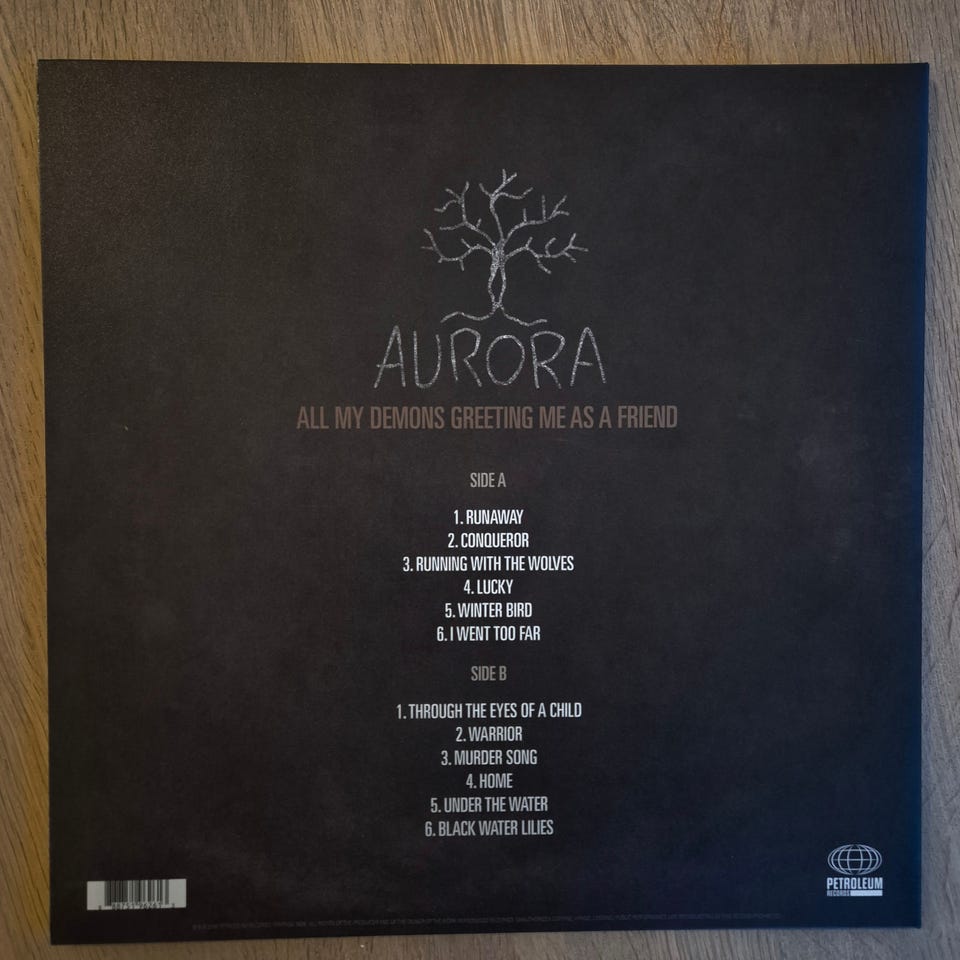 AURORA
ALL MY DEMONS GREETING ME AS A FRIEND
SIDE A
1. RUNAWAY
2. CONQUEROR
3. RUNNING WITH THE WOLVES
4. LUCKY
5. WINTER BIRD
6. I WENT TOO FAR
SIDE B
1. THROUGH THE EYES OF A CHILD
2. WARRIOR
3. MURDER SONG
4. HOME
5. UNDER THE WATER
6. BLACK WATER LILIES
PETROLEUM
RECORDS